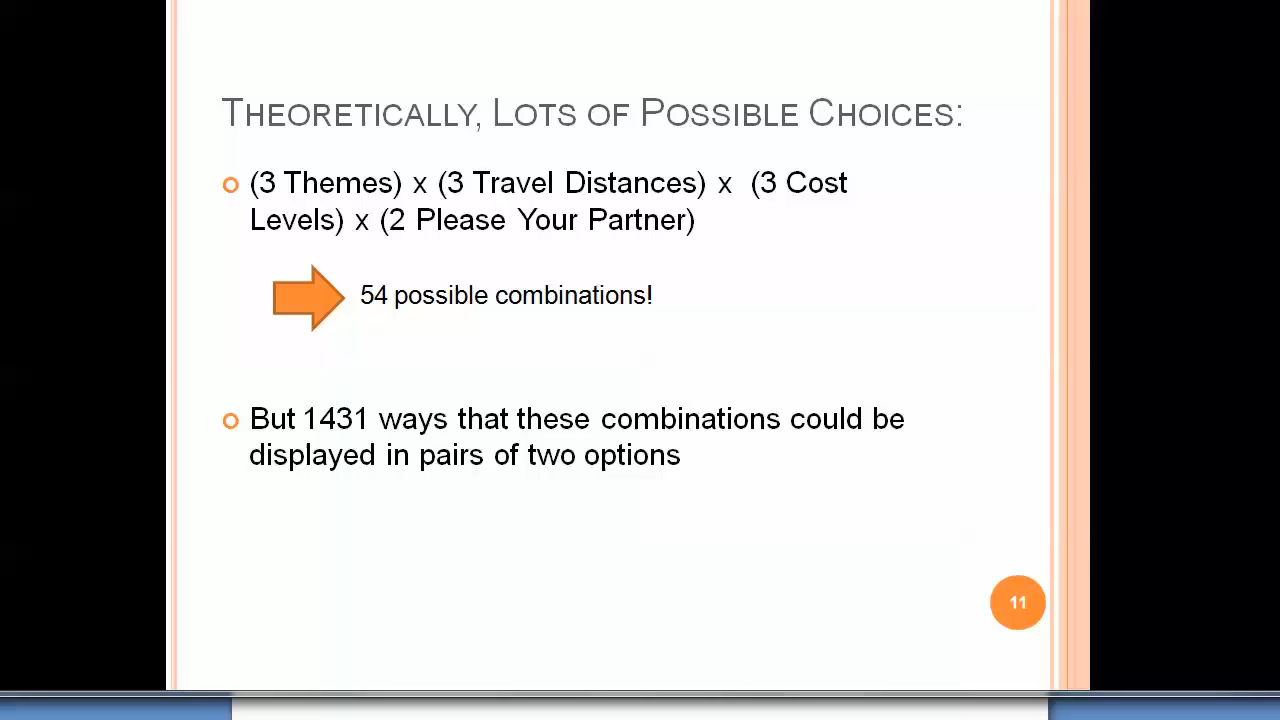 Theoretically, Lots of Possible Choices:
(3 Themes) x (3 Travel Distances) x (3 Cost
Levels) x (2 Please Your Partner)
54 possible combinations!
But 1431 ways that these combinations could be
displayed in pairs of two options
11